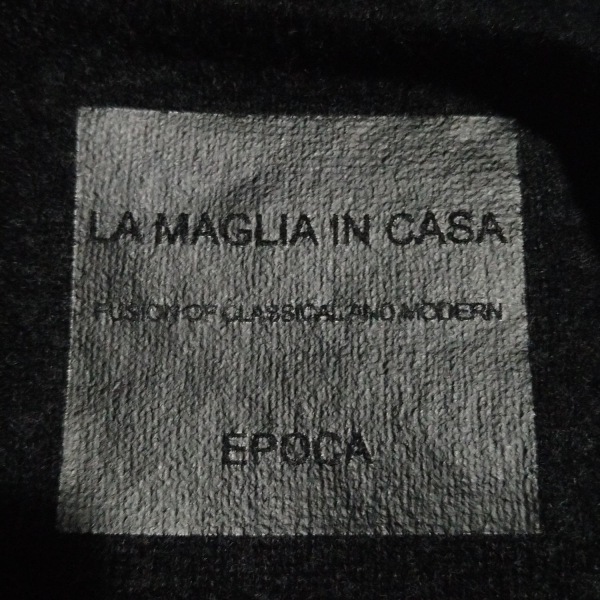 LA MAGLIA IN CASA
FUSION OF CLASSICAL AND MODERN
EPOCA